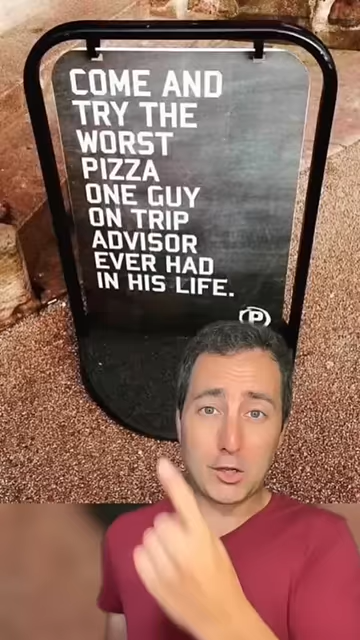 COME AND
TRY THE
WORST
PIZZA
ONE GUY
ON TRIP
ADVISOR
EVER HAD
IN HIS LIFE.
P